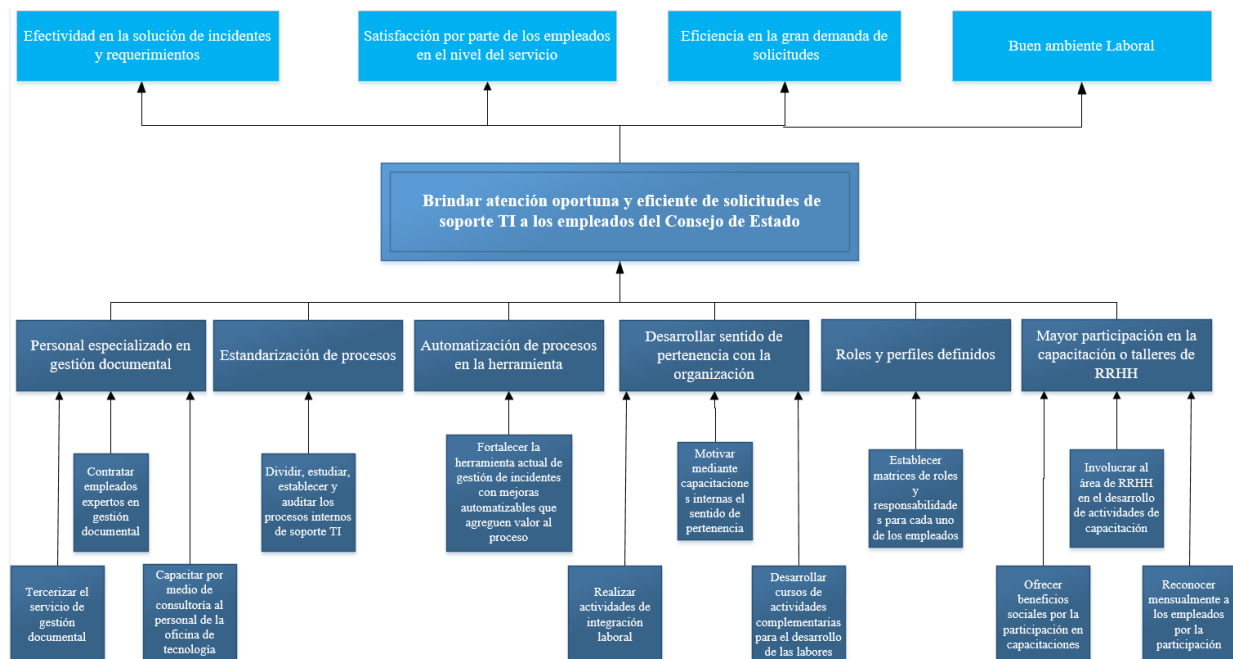 Efectividad en la solución de incidentes
y requerimientos
Satisfacción por parte de los empleados
en el nivel del servicio
Eficiencia en la gran demanda de
solicitudes
Buen ambiente Laboral
Brindar atención oportuna y eficiente de solicitudes de
soporte TI a los empleados del Consejo de Estado
Personal especializado en
gestión documental
Estandarización de procesos
Automatización de procesos
en la herramienta
Desarrollar sentido de
pertenencia con la
organización
Roles y perfiles definidos
Mayor participación en la
capacitación o talleres de
RRHH
Contratar
empleados
expertos en
gestión
documental
Dividir, estudiar,
establecer y
auditar los
procesos internos
de soporte TI
Fortalecer la
herramienta actual de
gestión de incidentes
con mejoras
automatizables que
agreguen valor al
proceso
Motivar
mediante
capacitacione
s internas el
sentido de
pertenencia
Establecer
matrices de roles
y
responsabilidade
s para cada uno
de los empleados
Involucrar al
área de RRHH
en el desarrollo
de actividades de
capacitación
Tercerizar el
servicio de
gestión
documental
Capacitar por
medio de
consultoría al
personal de la
oficina de
tecnología
Realizar
actividades de
integración
laboral
Desarrollar
cursos de
actividades
complementarias
para el desarrollo
de las labores
Ofrecer
beneficios
sociales por la
participación en
capacitaciones
Reconocer
mensualmente a
los empleados
por la
participación